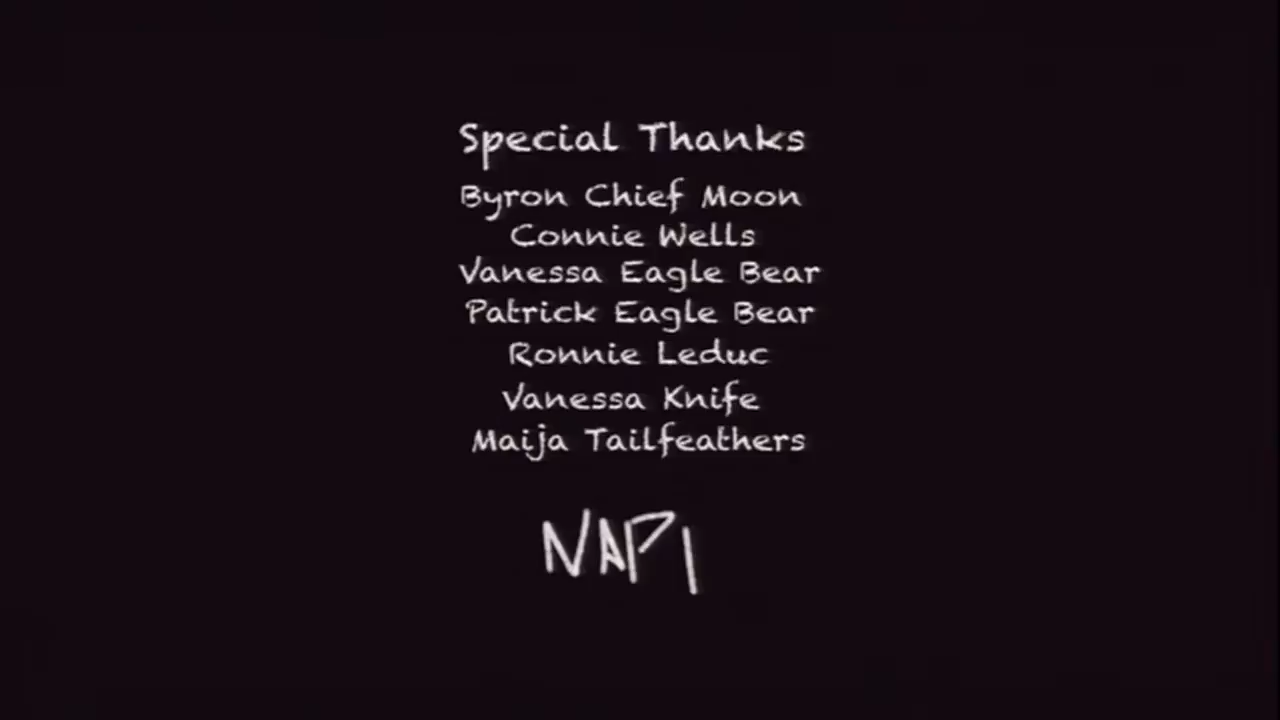 Special Thanks
Byron Chief Moon
Connie Wells
Vanessa Eagle Bear
Patrick Eagle Bear
Ronnie Leduc
Vanessa Knife
Maija Tailfeathers
NAPI